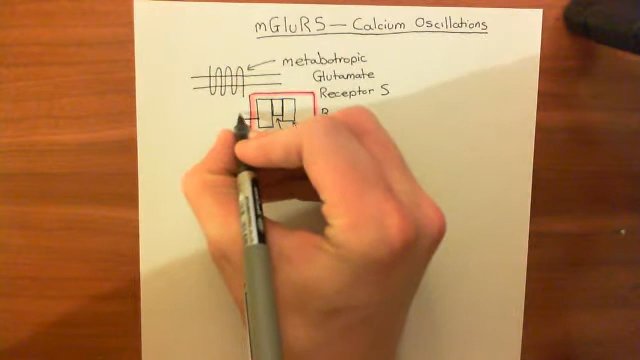 mGluR5 — Calcium Oscillations
metabotropic
Glutamate
Receptor 5